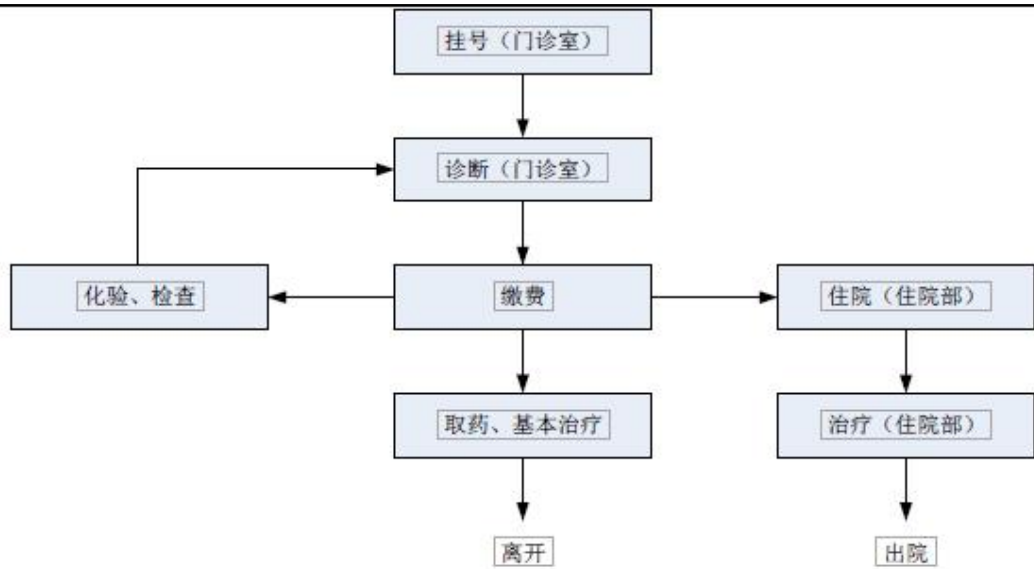 挂号（门诊室）
诊断（门诊室）
化验、检查
缴费
住院（住院部）
取药、基本治疗
治疗（住院部）
离开
出院